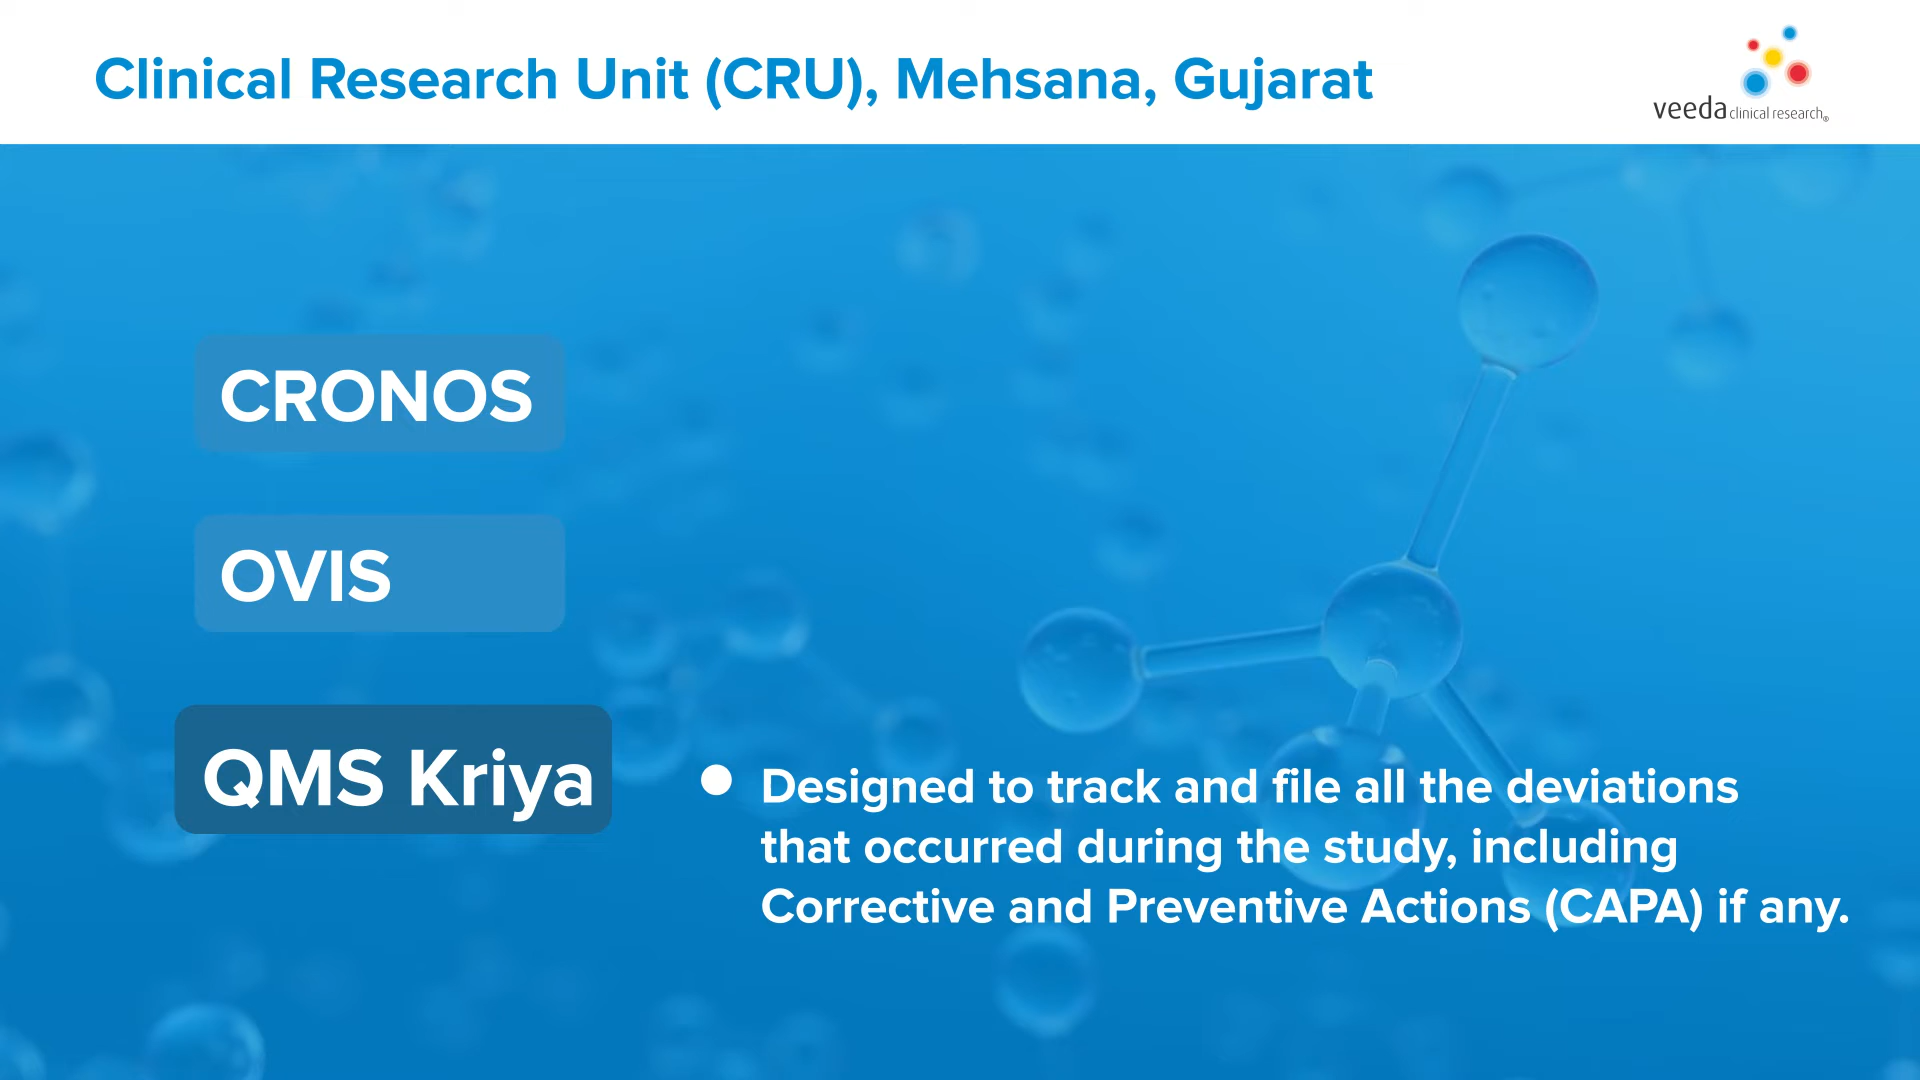 Clinical Research Unit (CRU), Mehsana, Gujarat
veeda clinical research®
CRONOS
OVIS
QMS Kriya
● Designed to track and file all the deviations
that occurred during the study, including
Corrective and Preventive Actions (CAPA) if any.